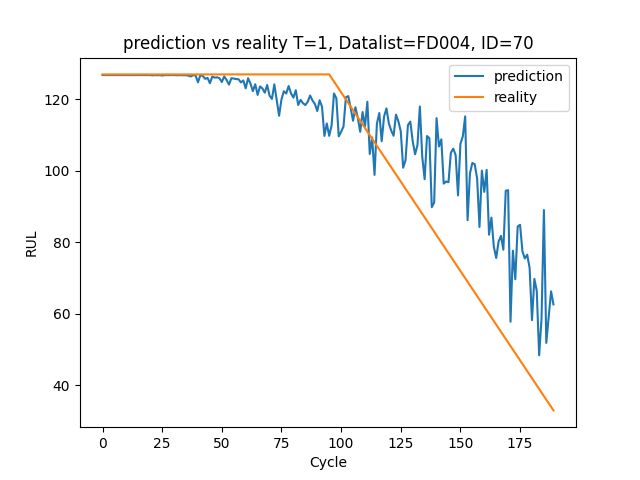 prediction vs reality T=1, Datalist=FD004, ID=70
prediction
reality
120
100
80
60
40
RUL
0 25 50 75 100 125 150 175
Cycle